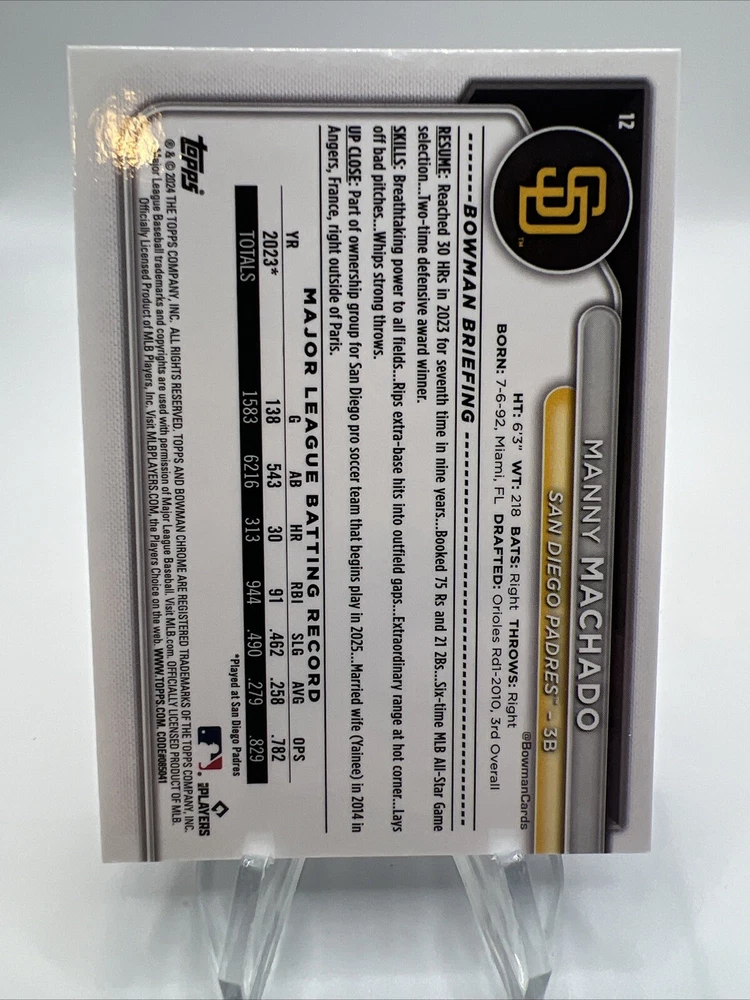 12
SD
TM
MANNY MACHADO
SAN DIEGO PADRES™ – 3B
@BowmanCards
HT: 6'3" WT: 218 BATS: Right THROWS: Right
BORN: 7-6-92, Miami, FL DRAFTED: Orioles Rd1-2010, 3rd Overall
-------BOWMAN BRIEFING-------
RESUME: Reached 30 HRs in 2023 for seventh time in nine years...Booked 75 Rs and 21 2Bs...Six-time MLB All-Star Game
selection...Two-time defensive award winner.
SKILLS: Breathtaking power to all fields...Rips extra-base hits into outfield gaps...Extraordinary range at hot corner...Lays
off bad pitches...Whips strong throws.
UP CLOSE: Part of ownership group for San Diego pro soccer team that begins play in 2025...Married wife (Yainee) in 2014 in
Angers, France, right outside of Paris.
MAJOR LEAGUE BATTING RECORD
YR G AB HR RBI SLG AVG OPS
2023* 138 543 30 91 .462 .258 .782
TOTALS 1583 6216 313 944 .490 .279 .829
*Played at San Diego Padres
topps
PLAYERS
® & © 2024 THE TOPPS COMPANY, INC. ALL RIGHTS RESERVED. TOPPS AND BOWMAN CHROME ARE REGISTERED TRADEMARKS OF THE TOPPS COMPANY, INC.
Major League Baseball trademarks and copyrights are used with permission of Major League Baseball. Visit MLB.com. OFFICIALLY LICENSED PRODUCT OF MLB
Officially Licensed Product of MLB Players, Inc. Visit MLBPLAYERS.COM, the Players Choice on the web. WWW.TOPPS.COM. CODE#085041